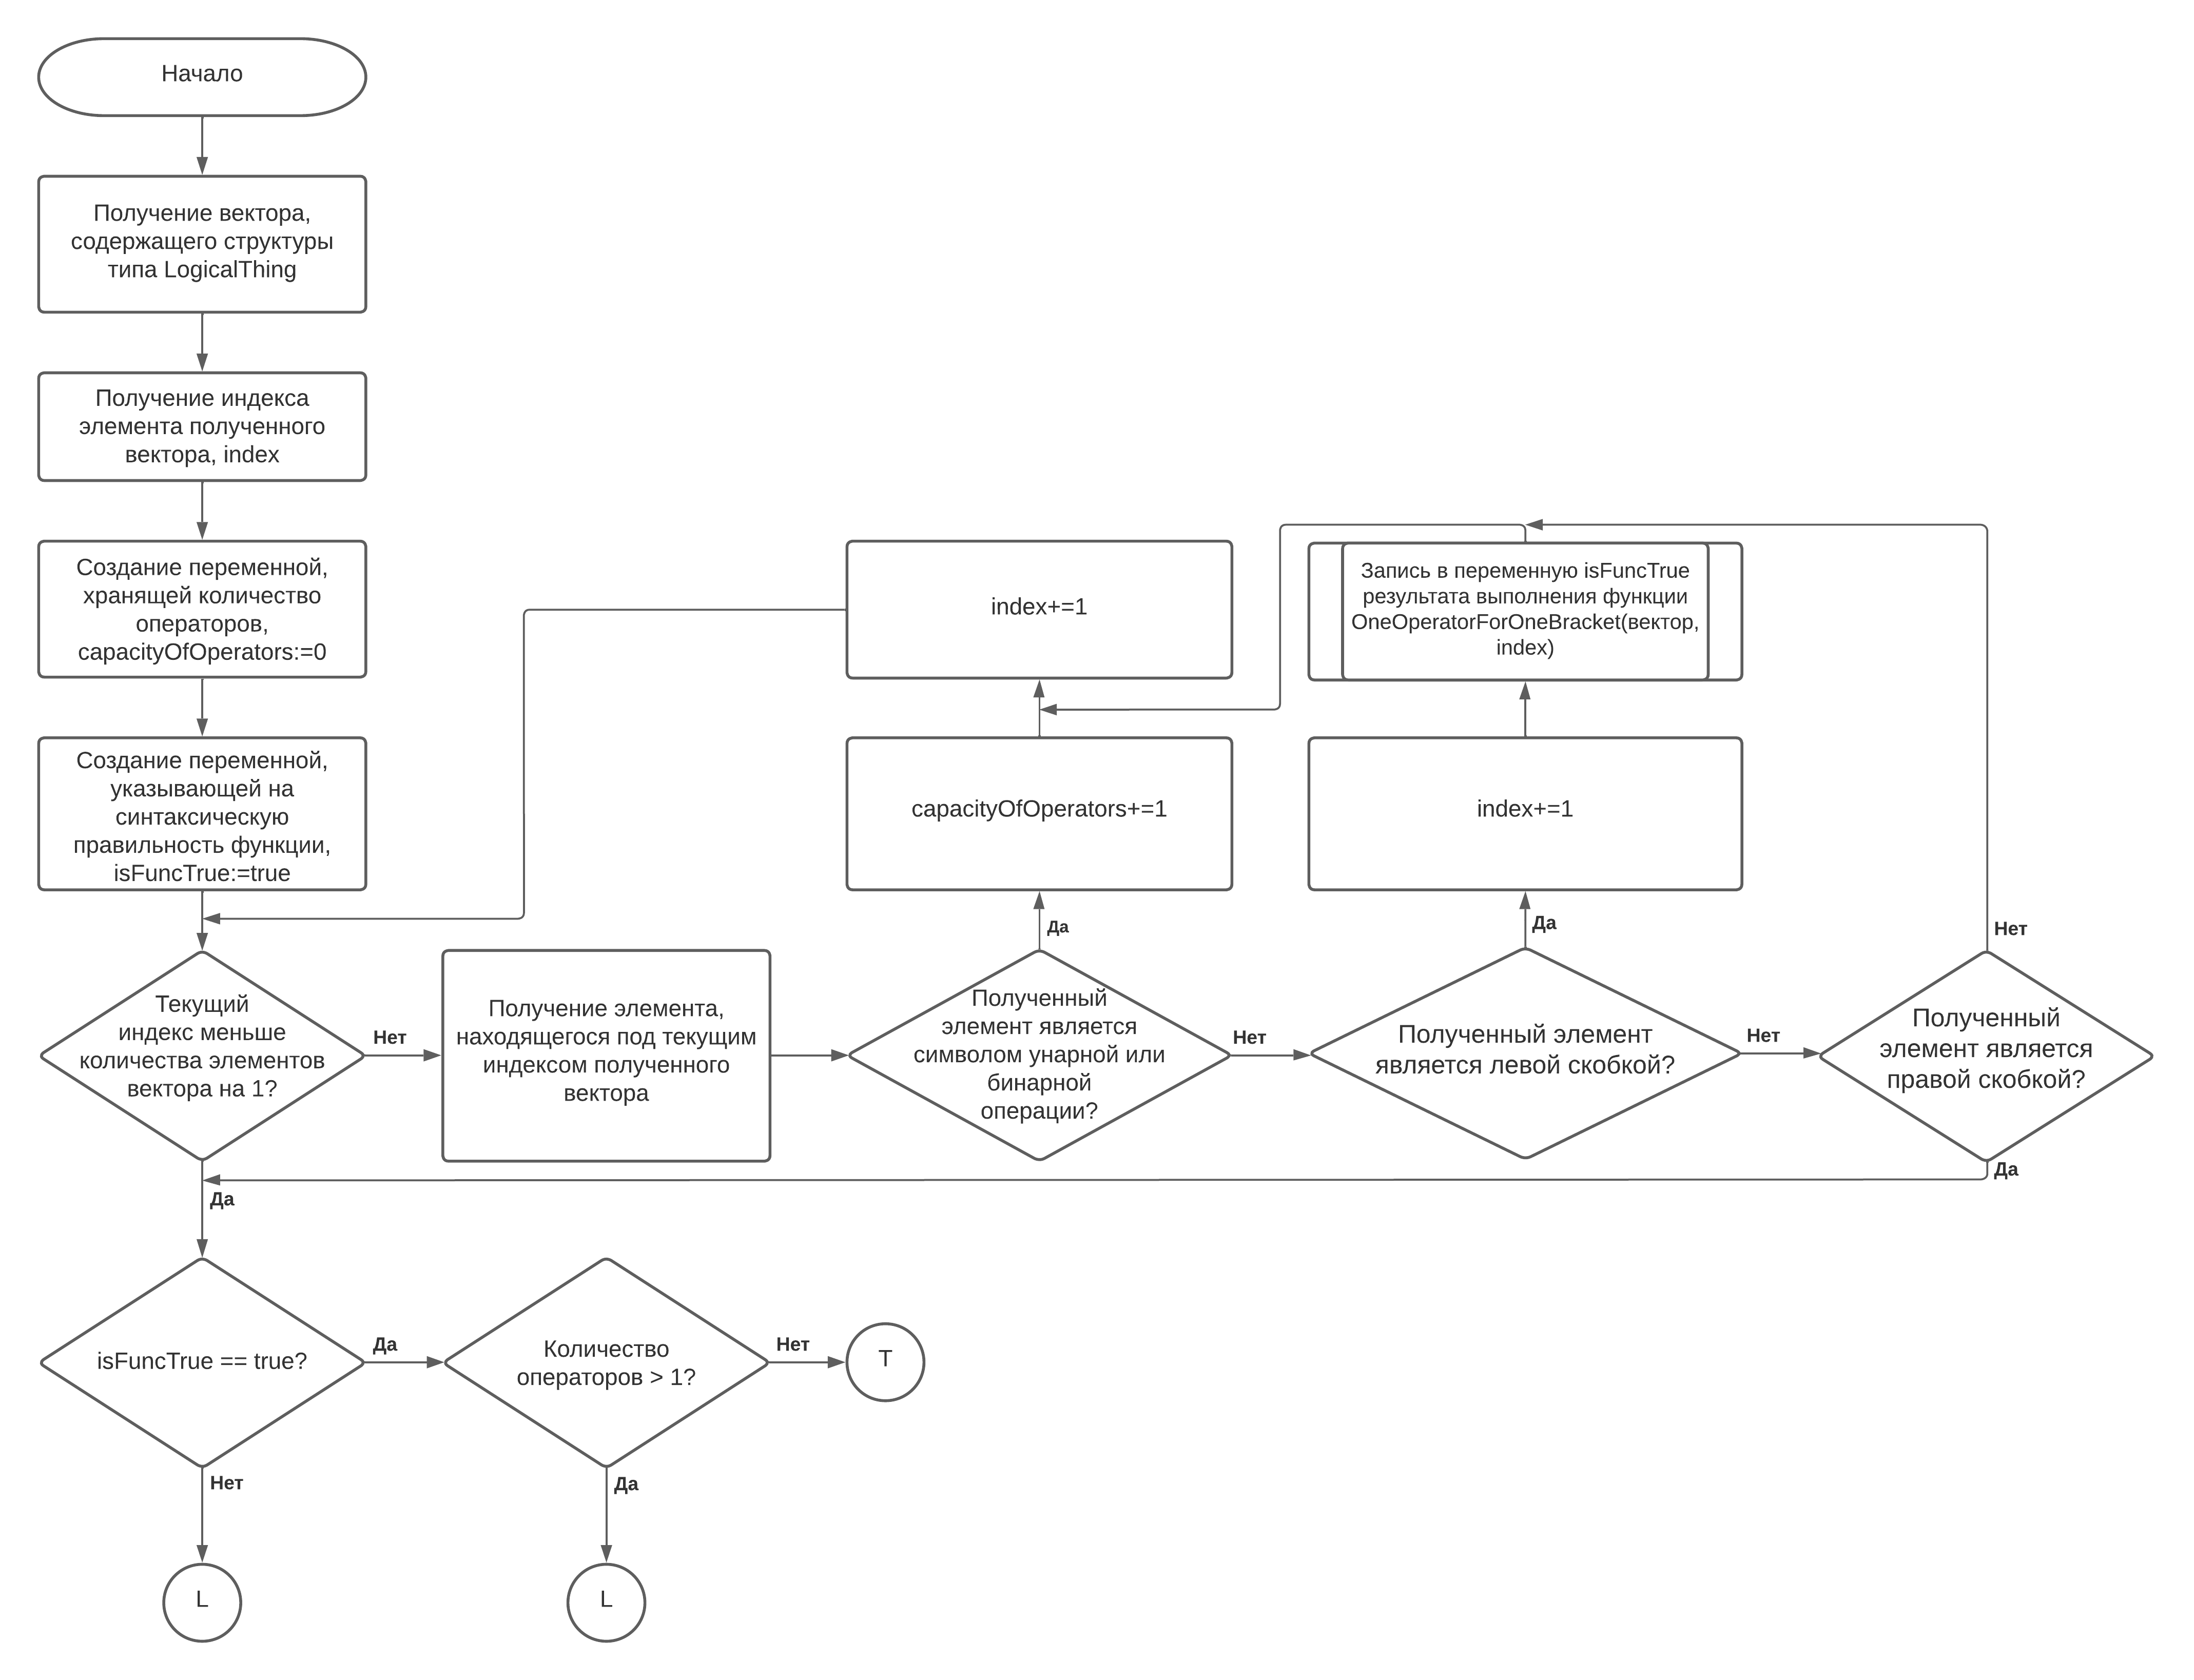 Начало
Получение вектора,
содержащего структуры
типа LogicalThing
Получение индекса
элемента полученного
вектора, index
Создание переменной,
хранящей количество
операторов,
capacityOfOperators:=0
Создание переменной,
указывающей на
синтаксическую
правильность функции,
isFuncTrue:=true
index+=1
Запись в переменную isFuncTrue
результата выполнения функции
OneOperatorForOneBracket(вектор,
index)
capacityOfOperators+=1
index+=1
Да
Да
Нет
Текущий
индекс меньше
количества элементов
вектора на 1?
Нет
Получение элемента,
находящегося под текущим
индексом полученного
вектора
Полученный
элемент является
символом унарной или
бинарной
операции?
Нет
Полученный элемент
является левой скобкой?
Нет
Полученный
элемент является
правой скобкой?
Да
Да
isFuncTrue == true?
Да
Количество
операторов > 1?
Нет
T
Нет
Да
L
L